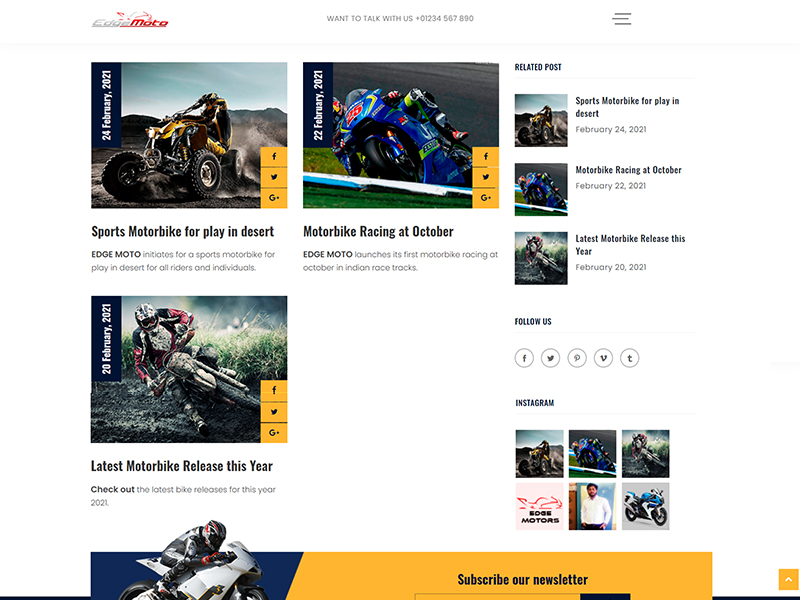 EdgeMoto
WANT TO TALK WITH US +01234 567 890
24 February, 2021
G+
Sports Motorbike for play in desert
EDGE MOTO initiates for a sports motorbike for
play in desert for all riders and individuals.
22 February, 2021
G+
Motorbike Racing at October
EDGE MOTO launches its first motorbike racing at
october in indian race tracks.
20 February, 2021
G+
Latest Motorbike Release this Year
Check out the latest bike releases for this year
2021.
RELATED POST
Sports Motorbike for play in
desert
February 24, 2021
Motorbike Racing at October
February 22, 2021
Latest Motorbike Release this
Year
February 20, 2021
FOLLOW US
INSTAGRAM
EDGE
MOTORS
Subscribe our newsletter